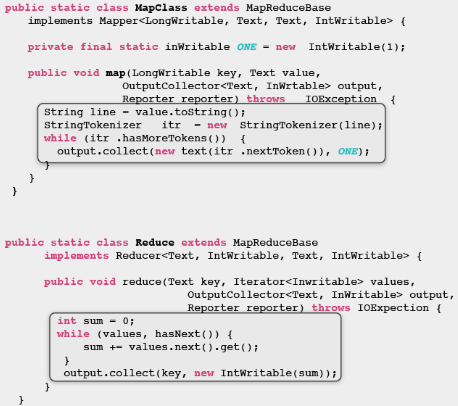 public static class MapClass extends MapReduceBase
implements Mapper<LongWritable, Text, Text, IntWritable> {
private final static inWritable ONE = new IntWritable(1);
public void map(LongWritable key, Text value,
OutputCollector<Text, InWrtable> output,
Reporter reporter) throws IOException {
String line = value.toString();
StringTokenizer itr = new StringTokenizer(line);
while (itr .hasMoreTokens()) {
output.collect(new text(itr .nextToken()), ONE);
}
}
}
public static class Reduce extends MapReduceBase
implements Reducer<Text, IntWritable, Text, IntWritable> {
public void reduce(Text key, Iterator<Inwritable> values,
OutputCollector<Text, InWritable> output,
Reporter reporter) throws IOExpection {
int sum = 0;
while (values, hasNext()) {
sum += values.next().get();
}
output.collect(key, new IntWritable(sum));
}
}